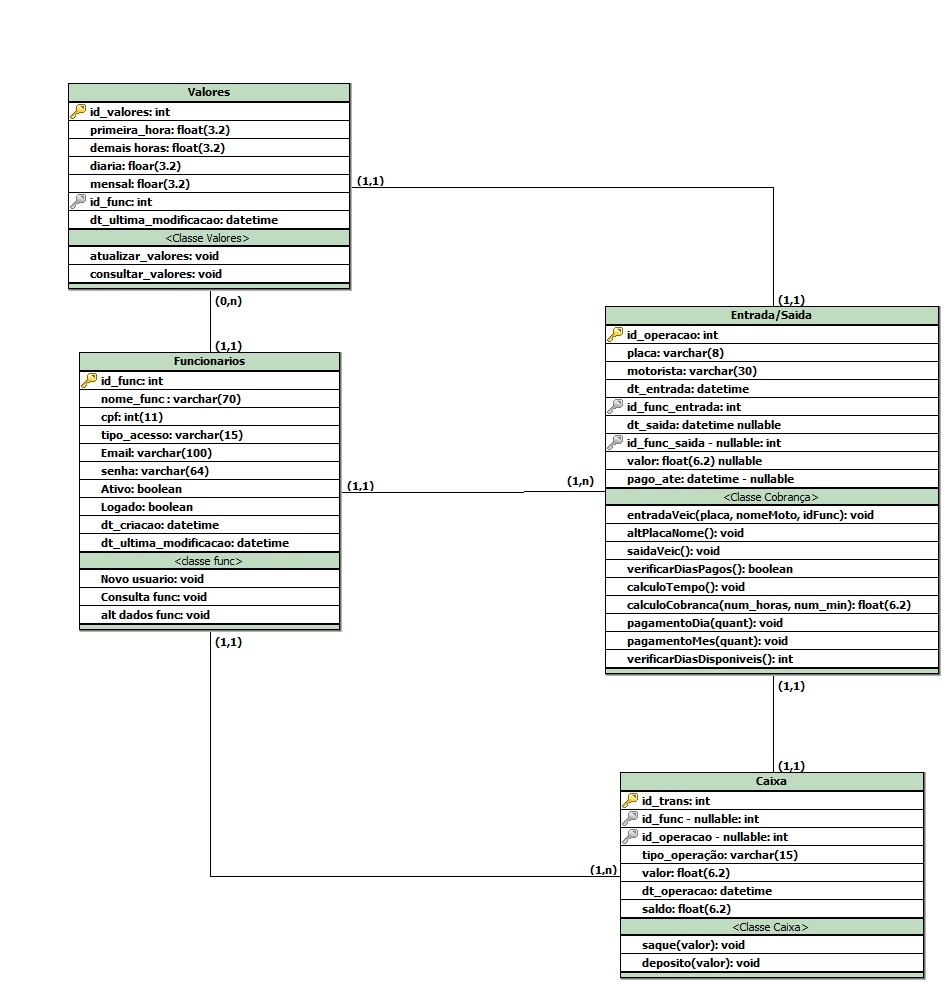 Valores
id_valores: int
primeira_hora: float(3.2)
demais horas: float(3.2)
diaria: floar(3.2)
mensal: floar(3.2)
id_func: int
dt_ultima_modificacao: datetime
<Classe Valores>
atualizar_valores: void
consultar_valores: void
(1,1)
(0,n)
(1,1)
(1,1)
Funcionarios
id_func: int
nome_func : varchar(70)
cpf: int(11)
tipo_acesso: varchar(15)
Email: varchar(100)
senha: varchar(64)
Ativo: boolean
Logado: boolean
dt_criacao: datetime
dt_ultima_modificacao: datetime
<classe func>
Novo usuario: void
Consulta func: void
alt dados func: void
(1,1)
(1,n)
(1,1)
Entrada/Saida
id_operacao: int
placa: varchar(8)
motorista: varchar(30)
dt_entrada: datetime
id_func_entrada: int
dt_saida: datetime nullable
id_func_saida - nullable: int
valor: float(6.2) nullable
pago_ate: datetime - nullable
<Classe Cobrança>
entradaVeic(placa, nomeMoto, idFunc): void
altPlacaNome(): void
saidaVeic(): void
verificarDiasPagos(): boolean
calculoTempo(): void
calculoCobranca(num_horas, num_min): float(6.2)
pagamentoDia(quant): void
pagamentoMes(quant): void
verificarDiasDisponiveis(): int
(1,1)
(1,1)
(1,n)
Caixa
id_trans: int
id_func - nullable: int
id_operacao - nullable: int
tipo_operação: varchar(15)
valor: float(6.2)
dt_operacao: datetime
saldo: float(6.2)
<Classe Caixa>
saque(valor): void
deposito(valor): void